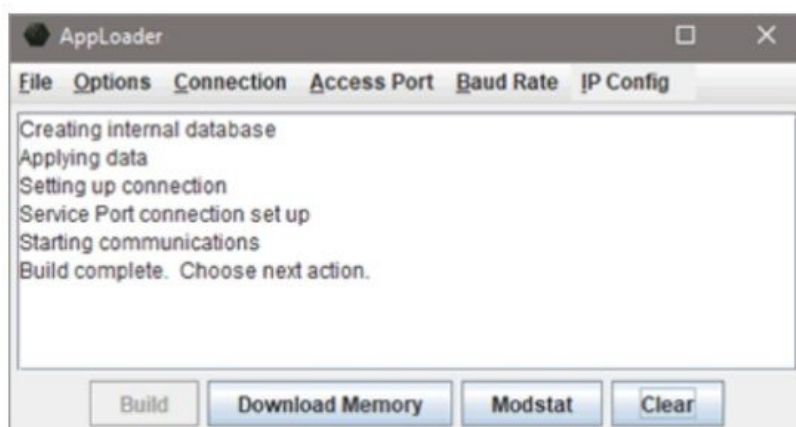 AppLoader
File Options Connection Access Port Baud Rate IP Config
Creating internal database
Applying data
Setting up connection
Service Port connection set up
Starting communications
Build complete. Choose next action.
Build Download Memory Modstat Clear